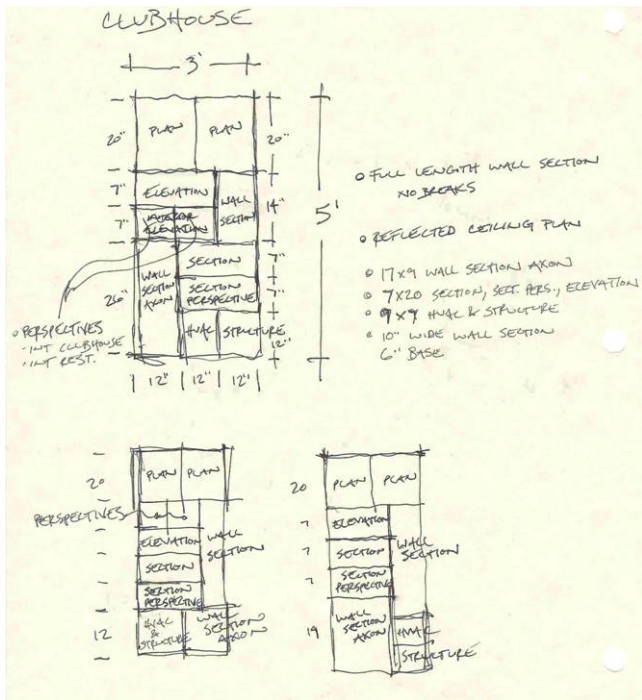 CLUBHOUSE
3'
20"
PLAN
PLAN
20"
7"
ELEVATION
WALL
SECTION
14"
7"
INTERIOR
ELEVATION
5'
26"
WALL
SECTION
AXON
SECTION
7"
SECTION
PERSPECTIVE
7"
HVAC
STRUCTURE
12"
12"
12"
12"
PERSPECTIVES
- INT CLUBHOUSE
- INT REST.
FULL LENGTH WALL SECTION
NO BREAKS
REFLECTED CEILING PLAN
17x9 WALL SECTION AXON
7x20 SECTION, SECT. PERS., ELEVATION
9x9 HVAC & STRUCTURE
10" WIDE WALL SECTION
6" BASE
20
PLAN
PLAN
PERSPECTIVES
ELEVATION
WALL
SECTION
SECTION
SECTION
PERSPECTIVE
12
HVAC
&
STRUCTURE
WALL
SECTION
AXON
20
PLAN
PLAN
7
ELEVATION
WALL
SECTION
7
SECTION
7
SECTION
PERSPECTIVE
19
WALL
SECTION
AXON
HVAC
STRUCTURE